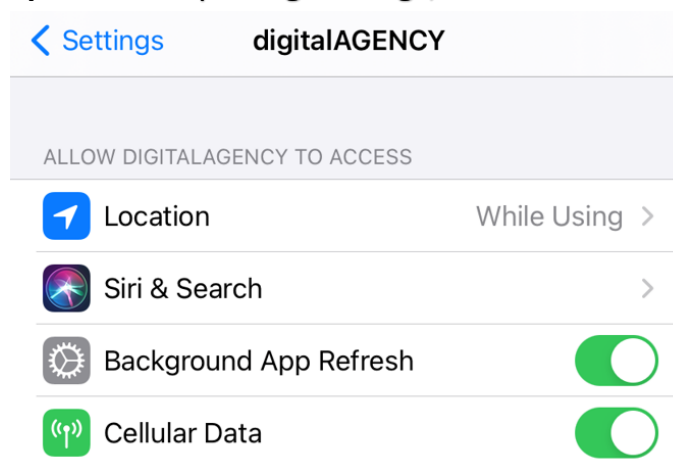 Settings
digitalAGENCY
ALLOW DIGITALAGENCY TO ACCESS
Location While Using
Siri & Search
Background App Refresh
Cellular Data